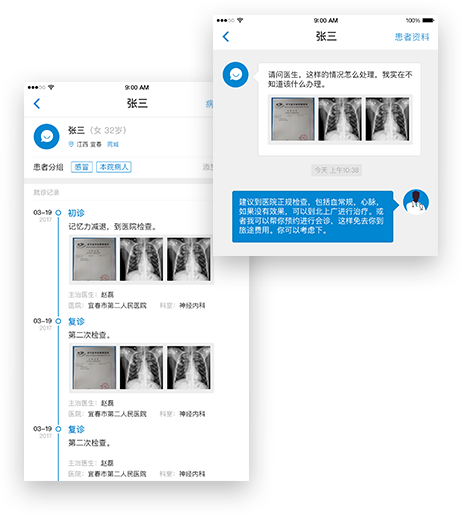 9:00 AM
张三
病
张三（女 32岁）
江西 宜春 同城
患者分组 感冒 本院病人 添
就诊记录
03-19 初诊
2017
记忆力减退，到医院检查。
主治医生：赵磊
医院：宜春市第二人民医院 科室：神经内科
03-19 复诊
2017
第二次检查。
主治医生：赵磊
医院：宜春市第二人民医院 科室：神经内科
03-19 复诊
2017
第二次检查。
主治医生：赵磊
医院：宜春市第二人民医院 科室：神经内科
9:00 AM 100%
张三 患者资料
请问医生，这样的情况怎么处理，我实在不
知道该什么办理。
今天 上午10:38
建议到医院正规检查，包括血常规，心脉，
如果没有效果，可以到北上广进行治疗。或
者我可以帮你预约进行会诊，这样免去你到
旅途费用。你可以考虑下。